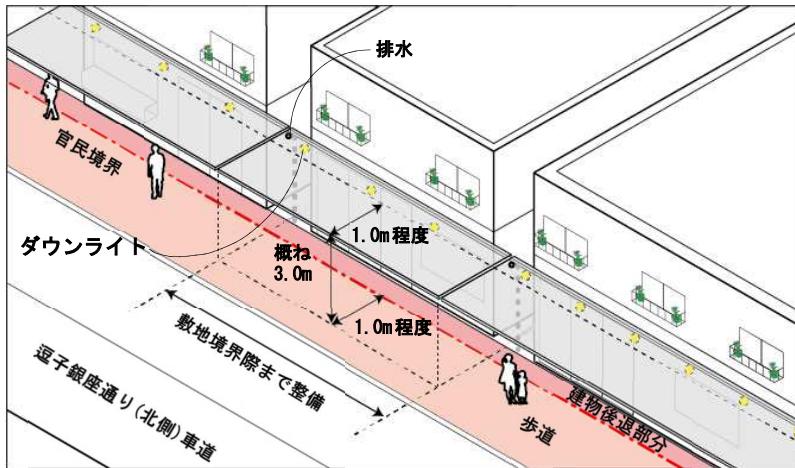 排水
官民境界
ダウンライト
1.0m程度
概ね
3.0m
1.0m程度
敷地境界際まで整備
逗子銀座通り(北側)車道
歩道
建物後退部分